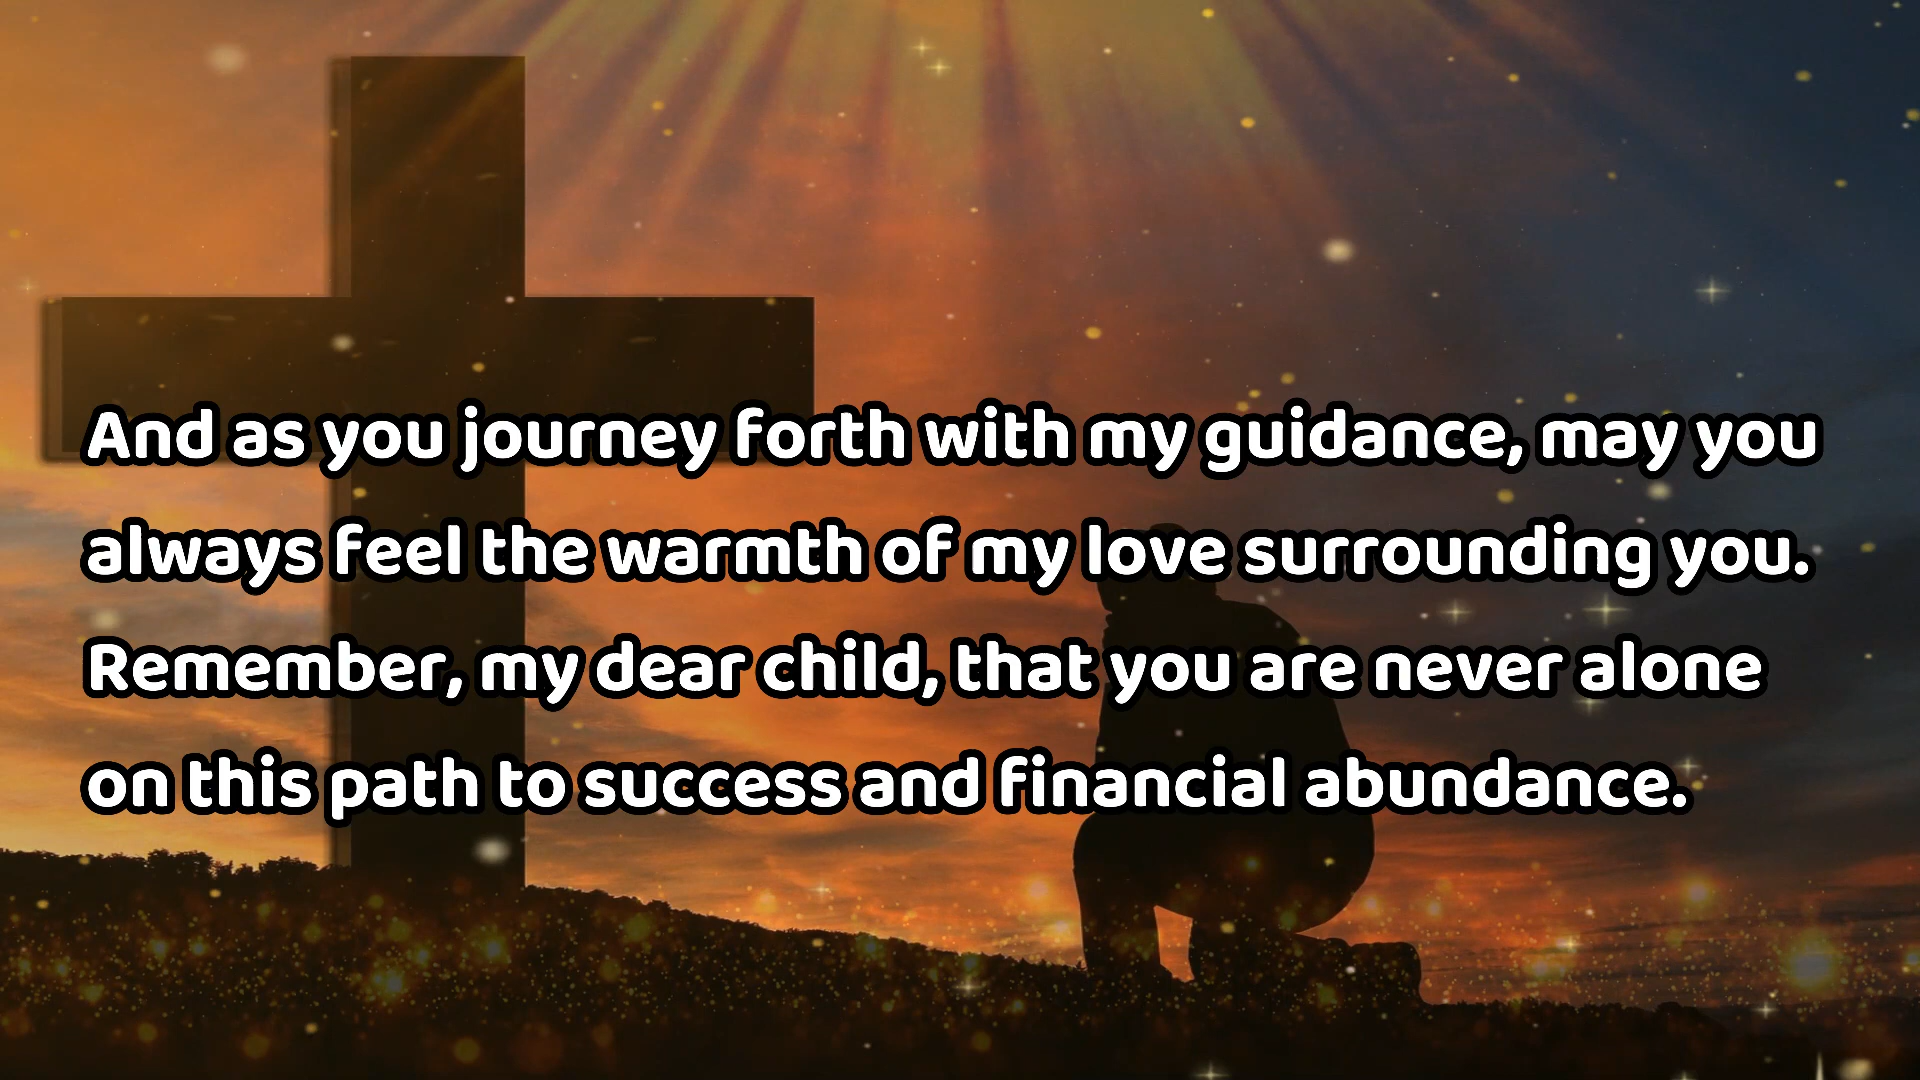 And as you journey forth with my guidance, may you
always feel the warmth of my love surrounding you.
Remember, my dear child, that you are never alone
on this path to success and financial abundance.